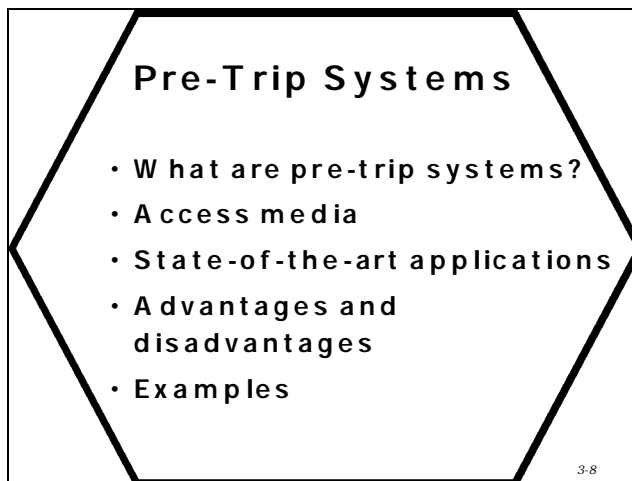 Pre-Trip Systems
• What are pre-trip systems?
• Access media
• State-of-the-art applications
• Advantages and
disadvantages
• Examples
3-8